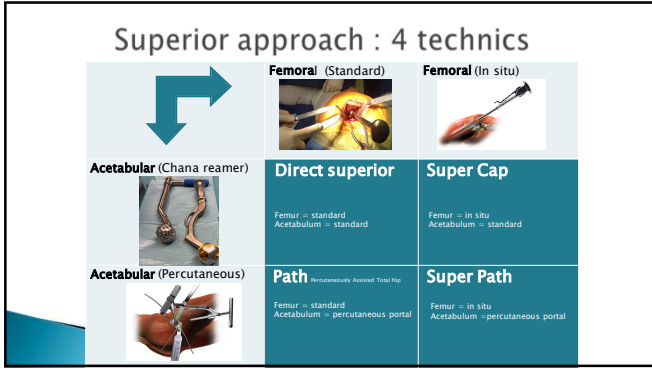 Superior approach : 4 technics
Femoral (Standard)
Femoral (In situ)
Acetabular (Chana reamer)
Direct superior
Femur = standard
Acetabulum = standard
Super Cap
Femur = in situ
Acetabulum = standard
Acetabular (Percutaneous)
Path Percutaneously Assisted Total Hip
Femur = standard
Acetabulum = percutaneous portal
Super Path
Femur = in situ
Acetabulum =percutaneous portal